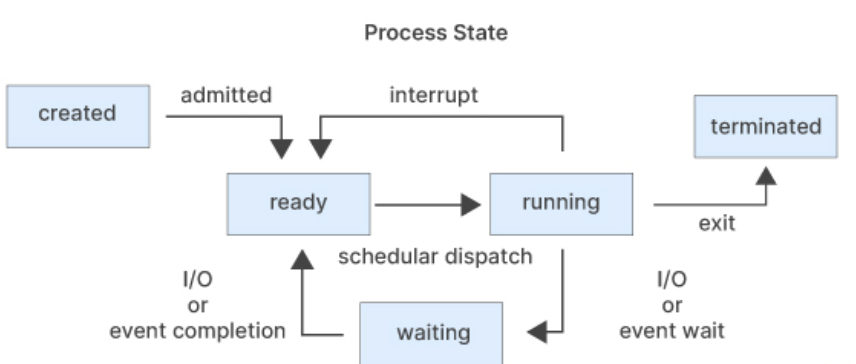 Process State
created
admitted
interrupt
terminated
ready
running
exit
schedular dispatch
I/O
or
event completion
waiting
I/O
or
event wait